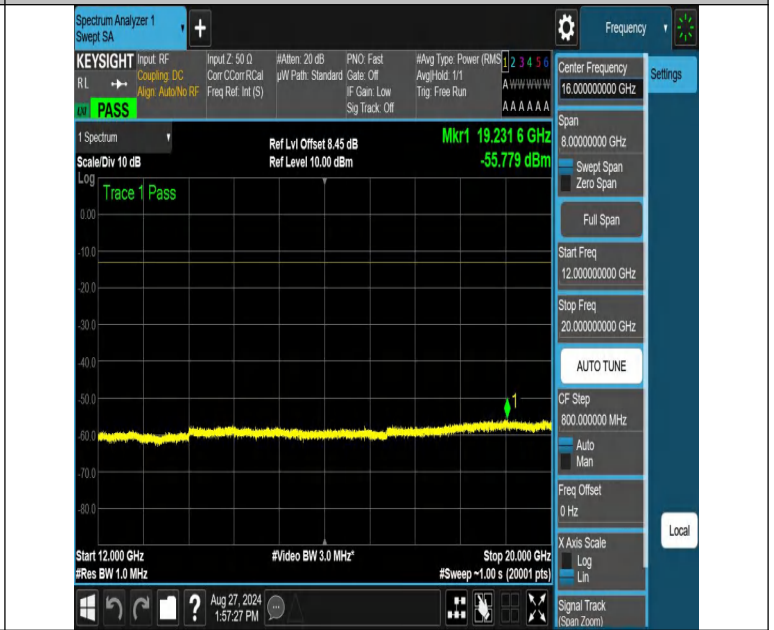 Spectrum Analyzer 1
Swept SA
+
Frequency
KEYSIGHT
RL
PASS
Input: RF
Coupling: DC
Align: Auto/No RF
Input Z: 50 Ω
Corr CCorr RCal
Freq Ref: Int (S)
#Atten: 20 dB
µW Path: Standard
PNO: Fast
Gate: Off
IF Gain: Low
Sig Track: Off
#Avg Type: Power (RMS
Avg|Hold: 1/1
Trig: Free Run
1 2 3 4 5 6
A W W W W W
A A A A A A
Center Frequency
16.000000000 GHz
Settings
Span
8.00000000 GHz
Swept Span
Zero Span
Full Span
Start Freq
12.000000000 GHz
Stop Freq
20.000000000 GHz
AUTO TUNE
CF Step
800.000000 MHz
Auto
Man
Freq Offset
0 Hz
X Axis Scale
Log
Lin
Signal Track
(Span Zoom)
Local
1 Spectrum
Scale/Div 10 dB
Ref Lvl Offset 8.45 dB
Ref Level 10.00 dBm
Mkr1 19.231 6 GHz
-55.779 dBm
Log
Trace 1 Pass
0.00
-10.0
-20.0
-30.0
-40.0
-50.0
-60.0
-70.0
-80.0
1
Start 12.000 GHz
#Video BW 3.0 MHz*
Stop 20.000 GHz
#Res BW 1.0 MHz
#Sweep ~1.00 s (20001 pts)
?
Aug 27, 2024
1:57:27 PM